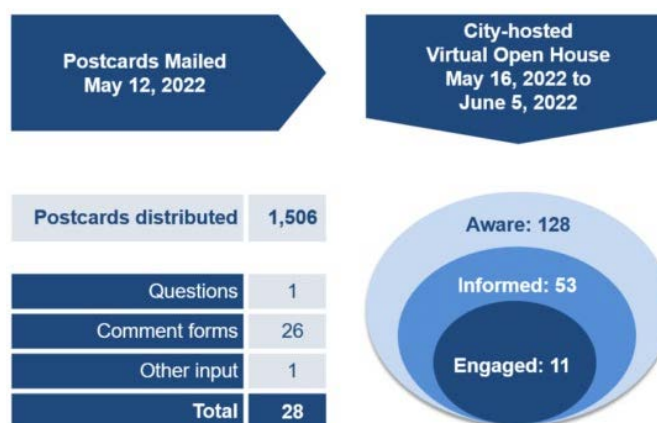 Postcards Mailed
May 12, 2022
City-hosted
Virtual Open House
May 16, 2022 to
June 5, 2022
Postcards distributed 1,506
Questions 1
Comment forms 26
Other input 1
Total 28
Aware: 128
Informed: 53
Engaged: 11